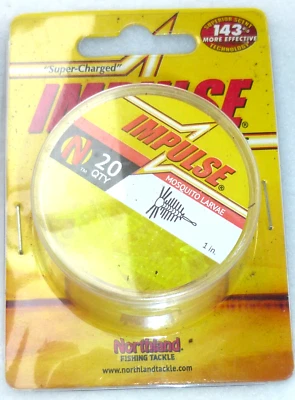 SUPERIOR SCENT
143%
MORE EFFECTIVE
TECHNOLOGY
"Super-Charged"
IMPULSE®
IMPULSE®
N™
20
QTY
MOSQUITO LARVAE
1 in.
Northland®
FISHING TACKLE
www.northlandtackle.com